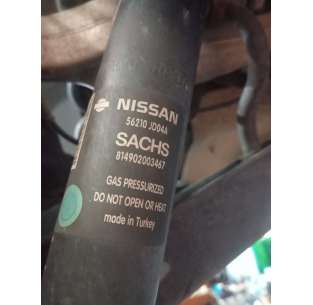 NISSAN
56210 JD04A
SACHS
814902003467
GAS PRESSURIZED
DO NOT OPEN OR HEAT
made in Turkey